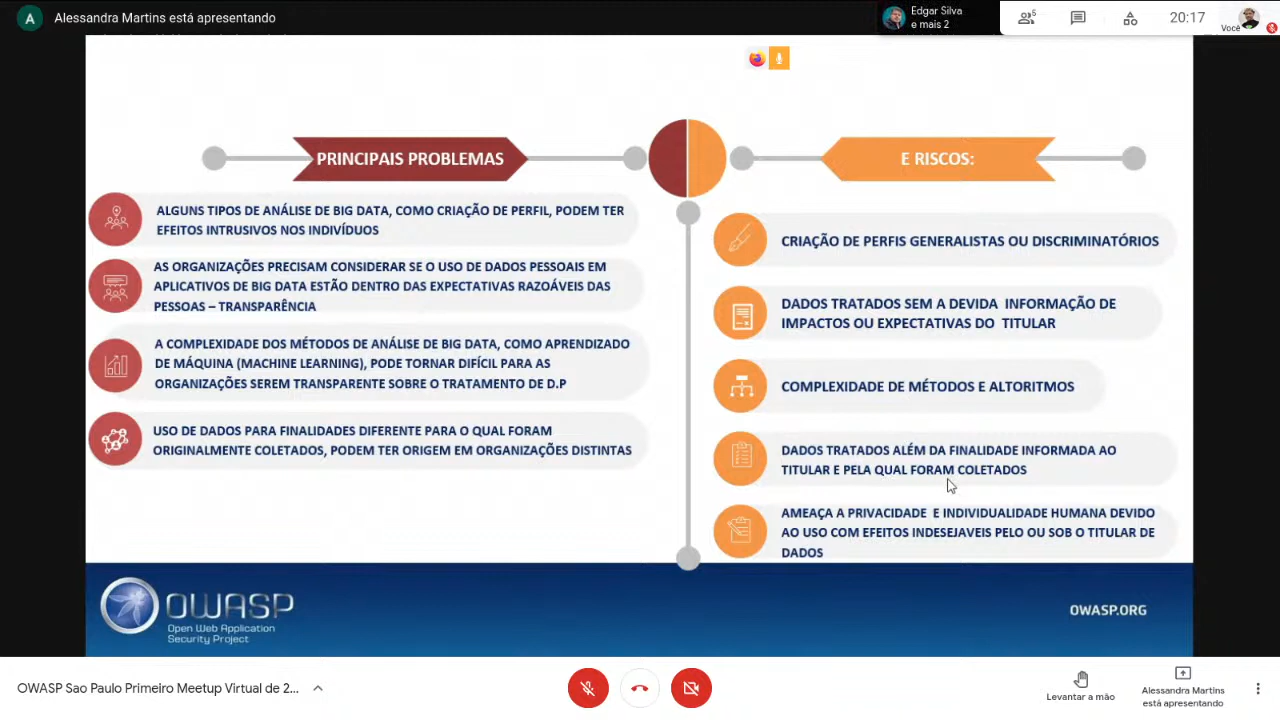 A
Alessandra Martins está apresentando
Edgar Silva
e mais 2
6
20:17
Você
PRINCIPAIS PROBLEMAS
ALGUNS TIPOS DE ANÁLISE DE BIG DATA, COMO CRIAÇÃO DE PERFIL, PODEM TER
EFEITOS INTRUSIVOS NOS INDIVÍDUOS
AS ORGANIZAÇÕES PRECISAM CONSIDERAR SE O USO DE DADOS PESSOAIS EM
APLICATIVOS DE BIG DATA ESTÃO DENTRO DAS EXPECTATIVAS RAZOÁVEIS DAS
PESSOAS – TRANSPARÊNCIA
A COMPLEXIDADE DOS MÉTODOS DE ANÁLISE DE BIG DATA, COMO APRENDIZADO
DE MÁQUINA (MACHINE LEARNING), PODE TORNAR DIFÍCIL PARA AS
ORGANIZAÇÕES SEREM TRANSPARENTE SOBRE O TRATAMENTO DE D.P
USO DE DADOS PARA FINALIDADES DIFERENTE PARA O QUAL FORAM
ORIGINALMENTE COLETADOS, PODEM TER ORIGEM EM ORGANIZAÇÕES DISTINTAS
E RISCOS:
CRIAÇÃO DE PERFIS GENERALISTAS OU DISCRIMINATÓRIOS
DADOS TRATADOS SEM A DEVIDA INFORMAÇÃO DE
IMPACTOS OU EXPECTATIVAS DO TITULAR
COMPLEXIDADE DE MÉTODOS E ALTORITMOS
DADOS TRATADOS ALÉM DA FINALIDADE INFORMADA AO
TITULAR E PELA QUAL FORAM COLETADOS
AMEAÇA A PRIVACIDADE E INDIVIDUALIDADE HUMANA DEVIDO
AO USO COM EFEITOS INDESEJAVEIS PELO OU SOB O TITULAR DE
DADOS
OWASP
Open Web Application
Security Project
OWASP.ORG
OWASP Sao Paulo Primeiro Meetup Virtual de 2...
Levantar a mão
Alessandra Martins
está apresentando